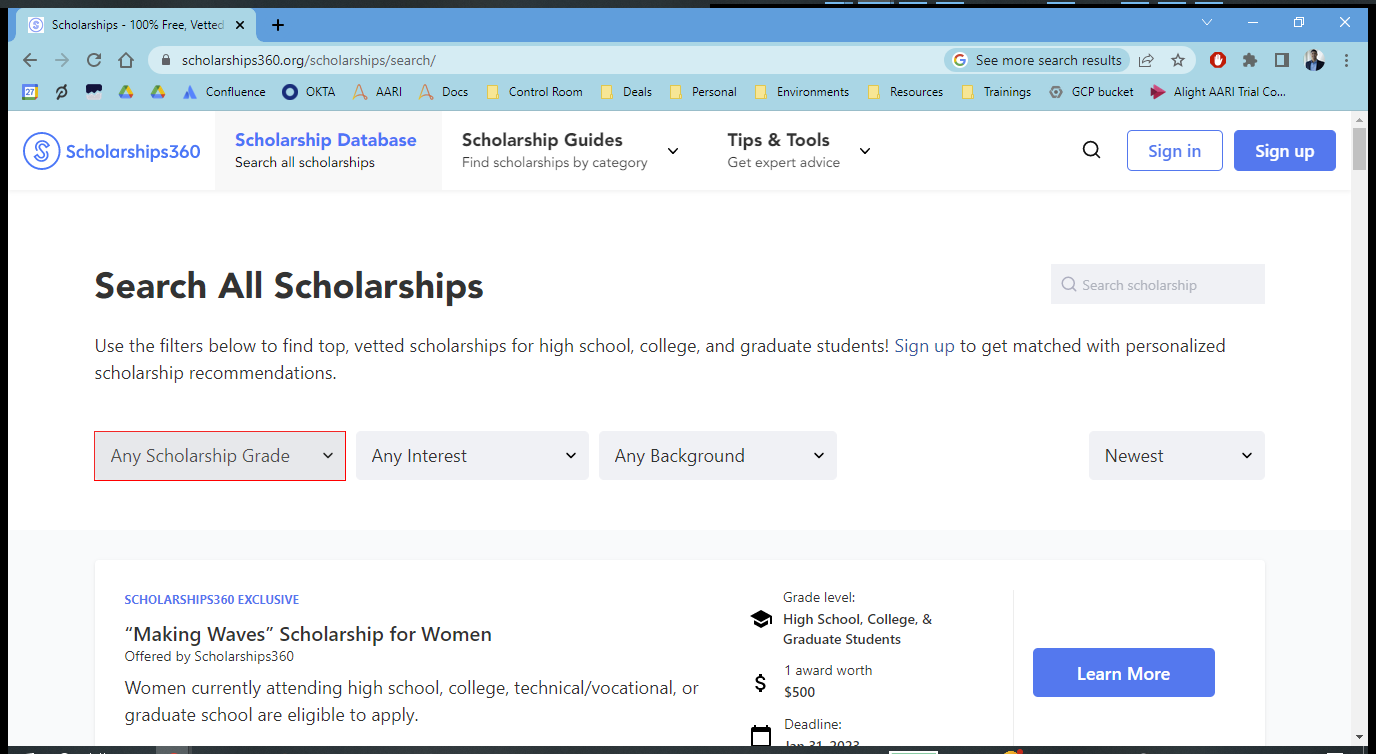 Scholarships - 100% Free, Vetted
scholarships360.org/scholarships/search/
See more search results
27
Confluence
OKTA
AARI
Docs
Control Room
Deals
Personal
Environments
Resources
Trainings
GCP bucket
Alight AARI Trial Co...
Scholarships360
Scholarship Database
Search all scholarships
Scholarship Guides
Find scholarships by category
Tips & Tools
Get expert advice
Sign in
Sign up
Search All Scholarships
Search scholarship
Use the filters below to find top, vetted scholarships for high school, college, and graduate students! Sign up to get matched with personalized
scholarship recommendations.
Any Scholarship Grade
Any Interest
Any Background
Newest
SCHOLARSHIPS360 EXCLUSIVE
“Making Waves” Scholarship for Women
Offered by Scholarships360
Women currently attending high school, college, technical/vocational, or
graduate school are eligible to apply.
Grade level:
High School, College, &
Graduate Students
1 award worth
$500
Deadline:
Jan 31, 2023
Learn More